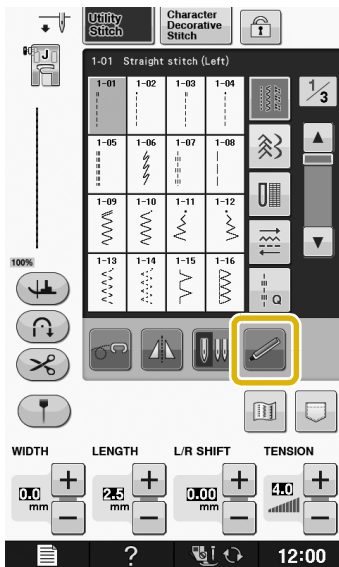 Utility
Stitch
Character
Decorative
Stitch
J
1-01 Straight stitch (Left)
1-01 1-02 1-03 1-04
1/3
1-05 1-06 1-07 1-08
1-09 1-10 1-11 1-12
100%
1-13 1-14 1-15 1-16
Q
WIDTH LENGTH L/R SHIFT TENSION
0.0 mm + − 2.5 mm + − 0.00 mm + − 4.0 + −
? 12:00